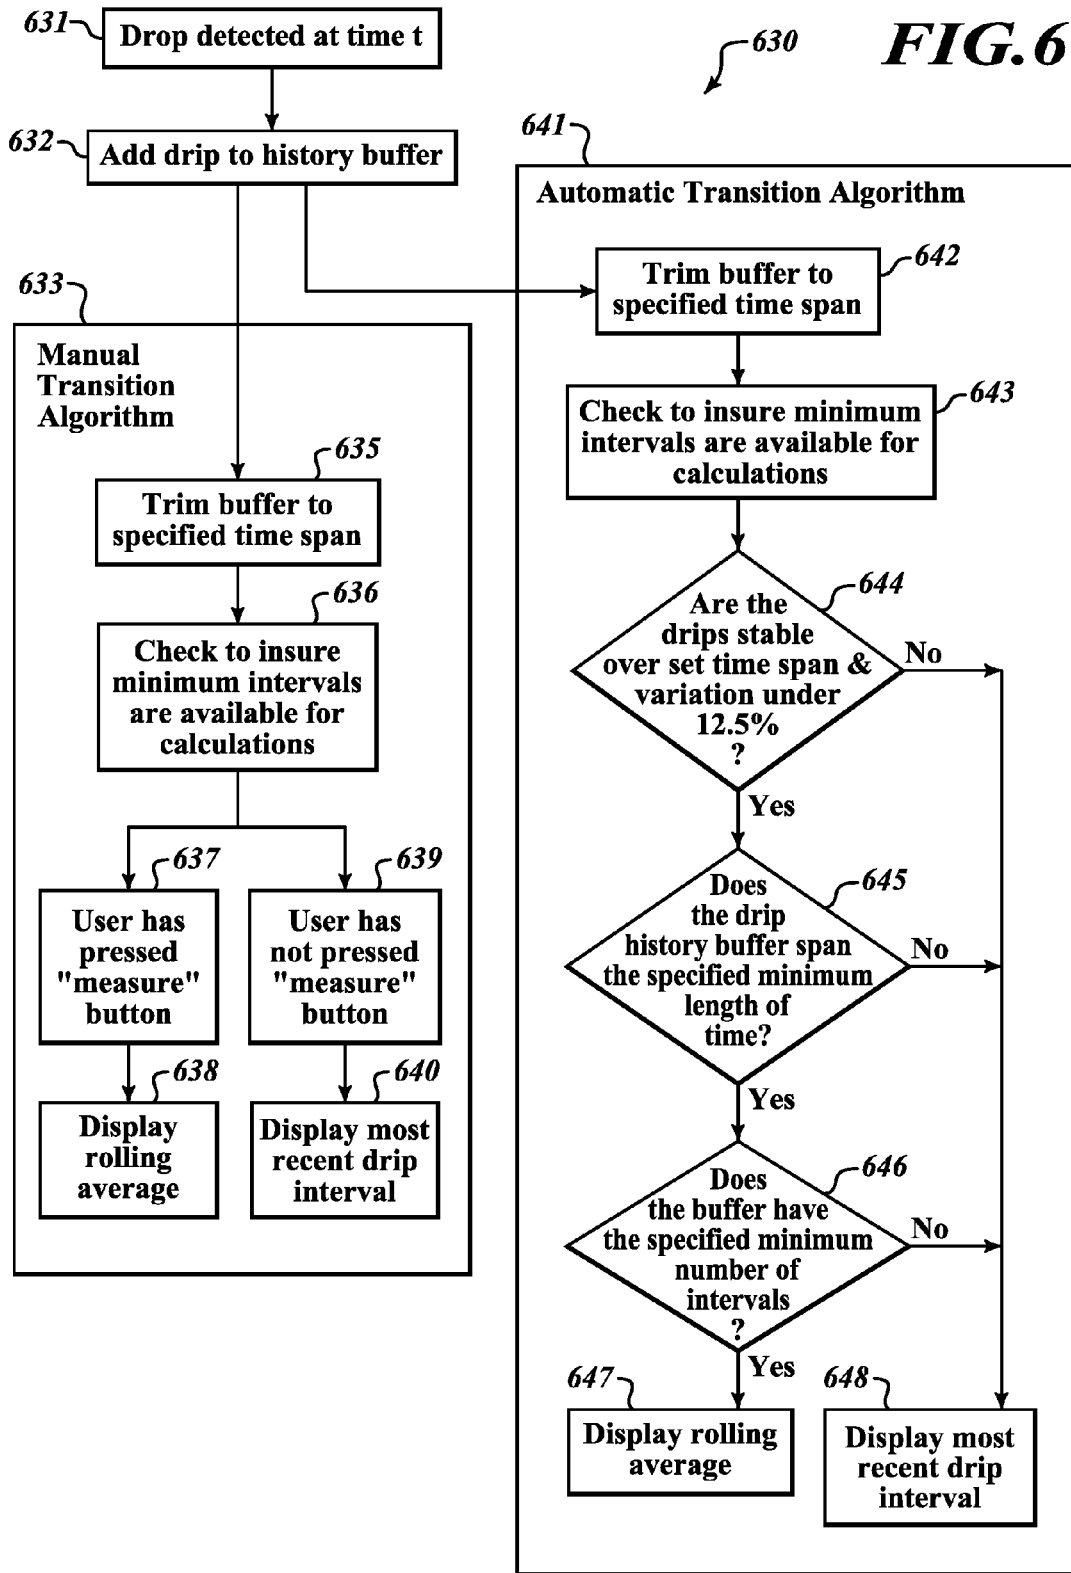 FIG. 6
630
631
Drop detected at time t
632
Add drip to history buffer
633
Manual
Transition
Algorithm
635
Trim buffer to
specified time span
636
Check to insure
minimum intervals
are available for
calculations
637
User has
pressed
"measure"
button
639
User has
not pressed
"measure"
button
638
Display
rolling
average
640
Display most
recent drip
interval
641
Automatic Transition Algorithm
642
Trim buffer to
specified time span
643
Check to insure minimum
intervals are available for
calculations
644
Are the
drips stable
over set time span &
variation under
12.5%
?
No
Yes
645
Does
the drip
history buffer span
the specified minimum
length of
time?
No
Yes
646
Does
the buffer have
the specified minimum
number of
intervals
?
No
Yes
647
Display rolling
average
648
Display most
recent drip
interval